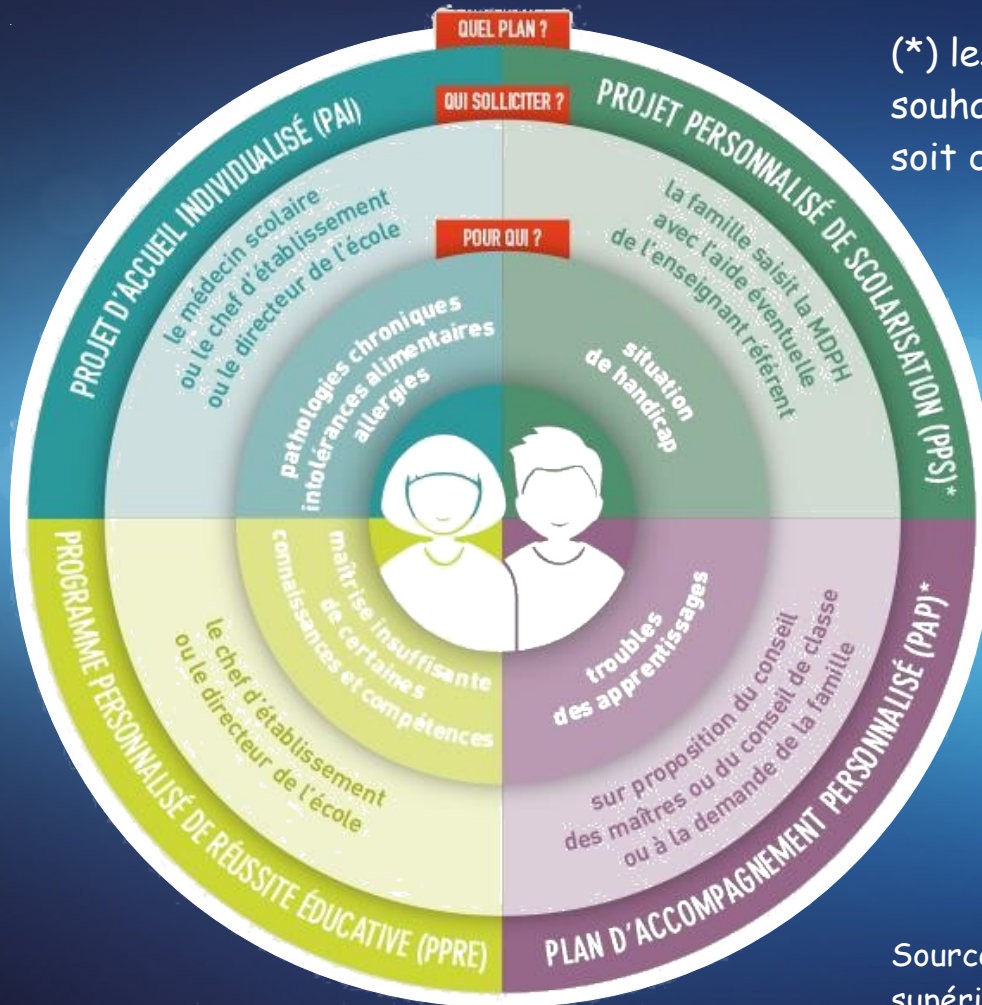 QUEL PLAN ?
QUI SOLLICITER ?
POUR QUI ?
PROJET D'ACCUEIL INDIVIDUALISÉ (PAI)
le médecin scolaire
ou le chef d'établissement
ou le directeur de l'école
pathologies chroniques
intolérances alimentaires
allergies
PROJET PERSONNALISÉ DE SCOLARISATION (PPS)*
la famille saisit la MDPH
avec l'aide éventuelle
de l'enseignant référent
situation
de handicap
PROGRAMME PERSONNALISÉ DE RÉUSSITE ÉDUCATIVE (PPRE)
le chef d'établissement
ou le directeur de l'école
maîtrise insuffisante
de certaines
connaissances et compétences
PLAN D'ACCOMPAGNEMENT PERSONNALISÉ (PAP)*
sur proposition du conseil
des maîtres ou du conseil de classe
ou à la demande de la famille
troubles
des apprentissages
(*)
soit